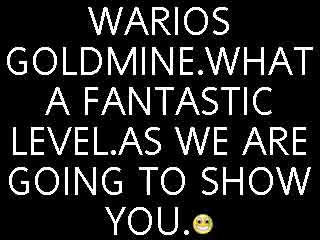 WARIOS
GOLDMINE.WHAT
A FANTASTIC
LEVEL.AS WE ARE
GOING TO SHOW
YOU.😀